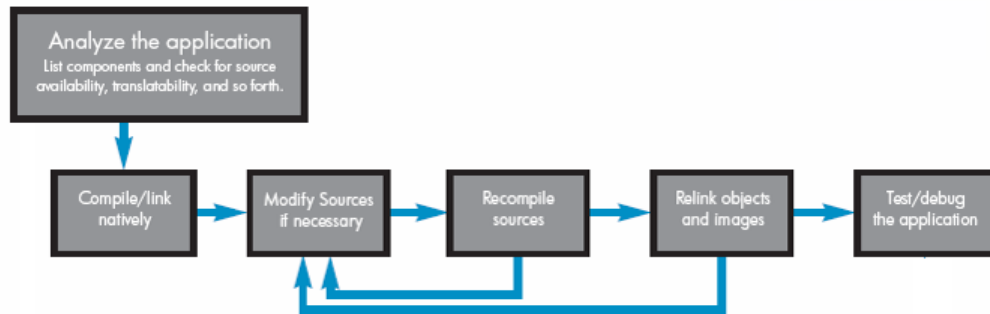 Analyze the application
List components and check for source
availability, translatability, and so forth.
Compile/link
natively
Modify Sources
if necessary
Recompile
sources
Relink objects
and images
Test/debug
the application